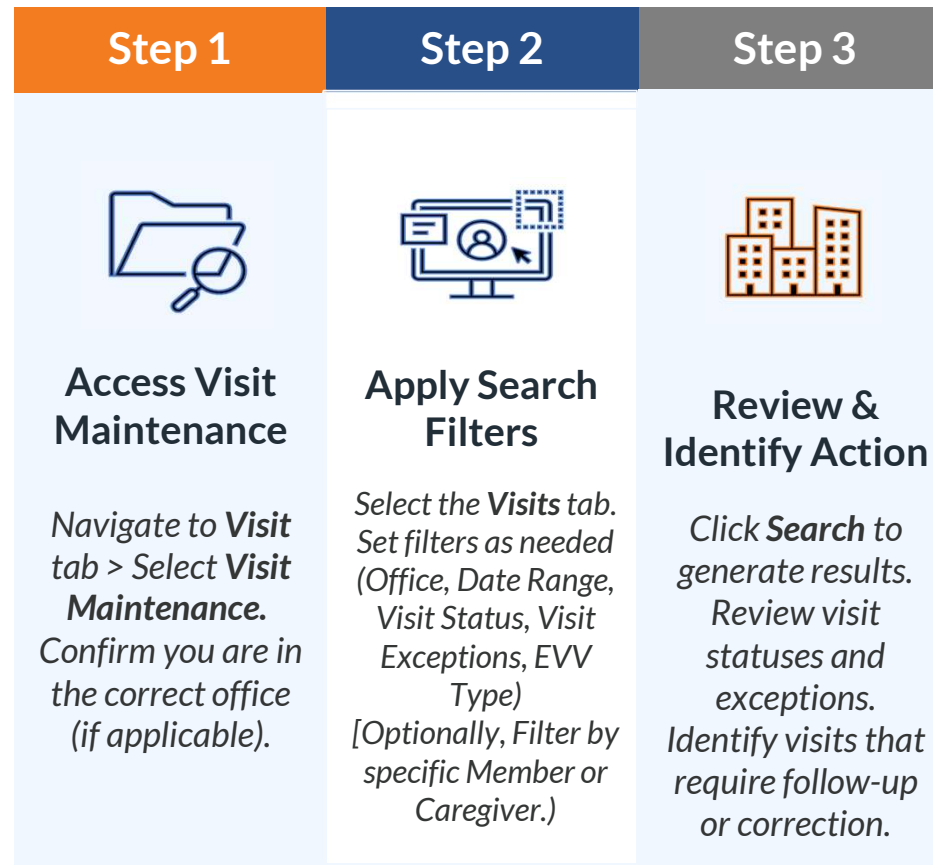 Step 1
Access Visit
Maintenance
Navigate to Visit
tab > Select Visit
Maintenance.
Confirm you are in
the correct office
(if applicable).
Step 2
Apply Search
Filters
Select the Visits tab.
Set filters as needed
(Office, Date Range,
Visit Status, Visit
Exceptions, EVV
Type)
[Optionally, Filter by
specific Member or
Caregiver.)
Step 3
Review &
Identify Action
Click Search to
generate results.
Review visit
statuses and
exceptions.
Identify visits that
require follow-up
or correction.